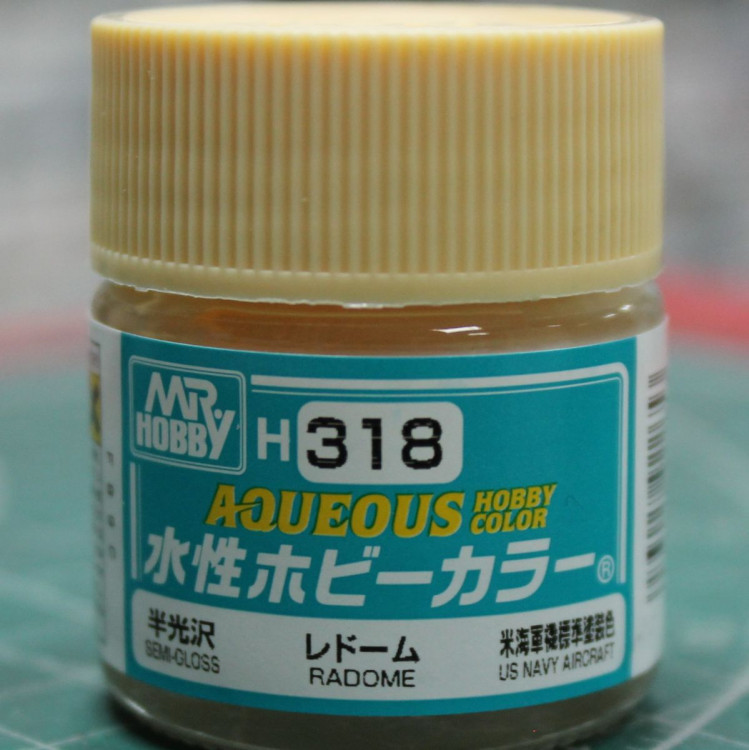 MR.
HOBBY
H 318
AQUEOUS HOBBY
COLOR
水性ホビーカラー®
半光沢
SEMI-GLOSS
レドーム
RADOME
米海軍機標準塗装色
US NAVY AIRCRAFT